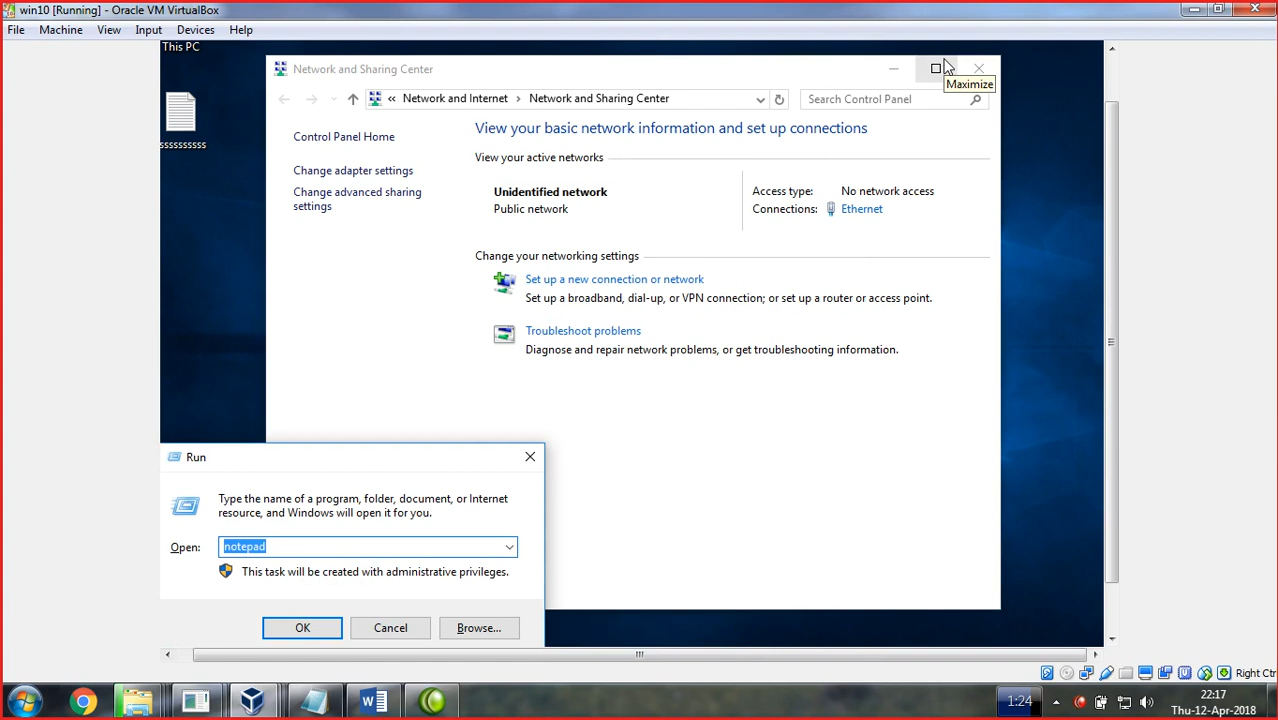 win10 [Running] - Oracle VM VirtualBox
File Machine View Input Devices Help
This PC
Network and Sharing Center
Maximize
« Network and Internet › Network and Sharing Center
Search Control Panel
sssssssss
Control Panel Home
Change adapter settings
Change advanced sharing
settings
View your basic network information and set up connections
View your active networks
Unidentified network
Public network
Access type: No network access
Connections: Ethernet
Change your networking settings
Set up a new connection or network
Set up a broadband, dial-up, or VPN connection; or set up a router or access point.
Troubleshoot problems
Diagnose and repair network problems, or get troubleshooting information.
Run
Type the name of a program, folder, document, or Internet
resource, and Windows will open it for you.
Open: notepad
This task will be created with administrative privileges.
OK Cancel Browse...
Right Ctr
1:24
22:17
Thu-12-Apr-2018